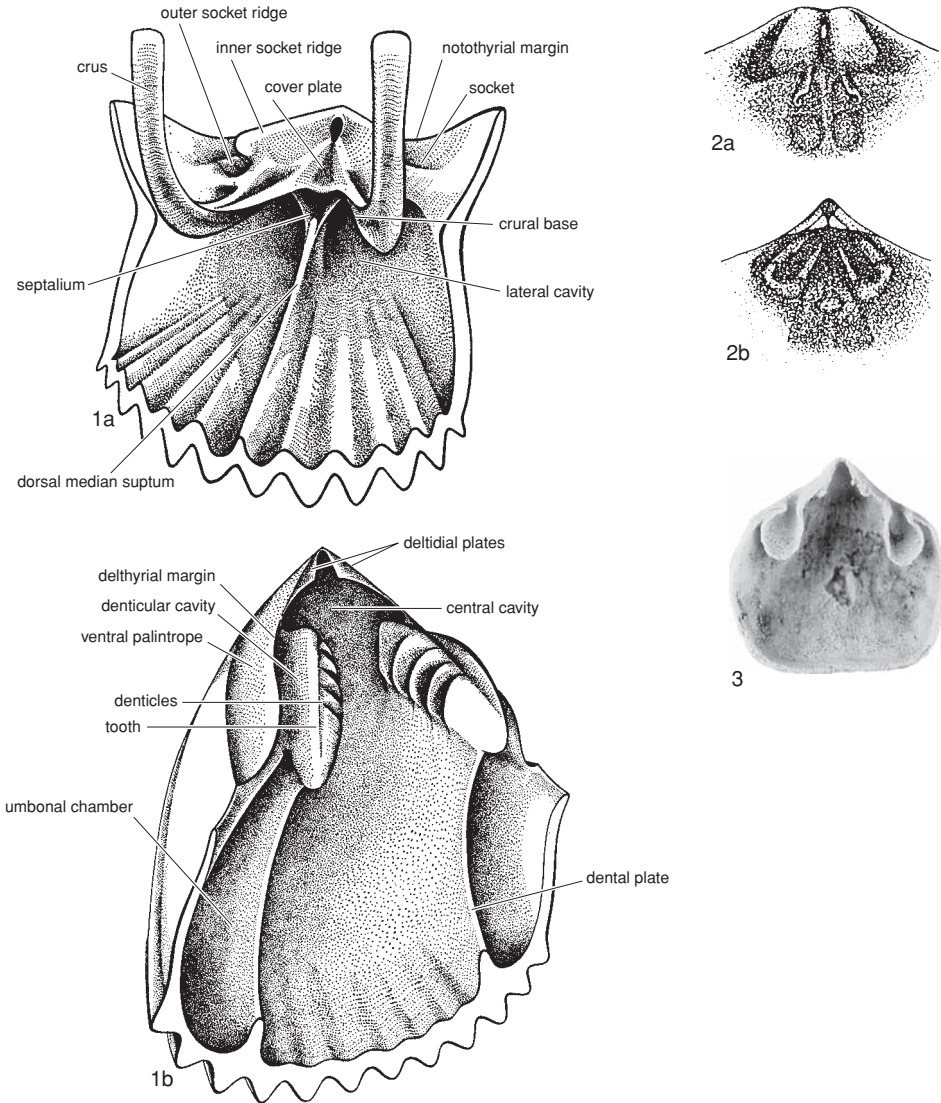 outer socket ridge
inner socket ridge
notothyrial margin
crus
cover plate
socket
2a
crural base
septalium
lateral cavity
2b
1a
dorsal median suptum
deltidial plates
delthyrial margin
denticular cavity
central cavity
ventral palintrope
3
denticles
tooth
umbonal chamber
dental plate
1b